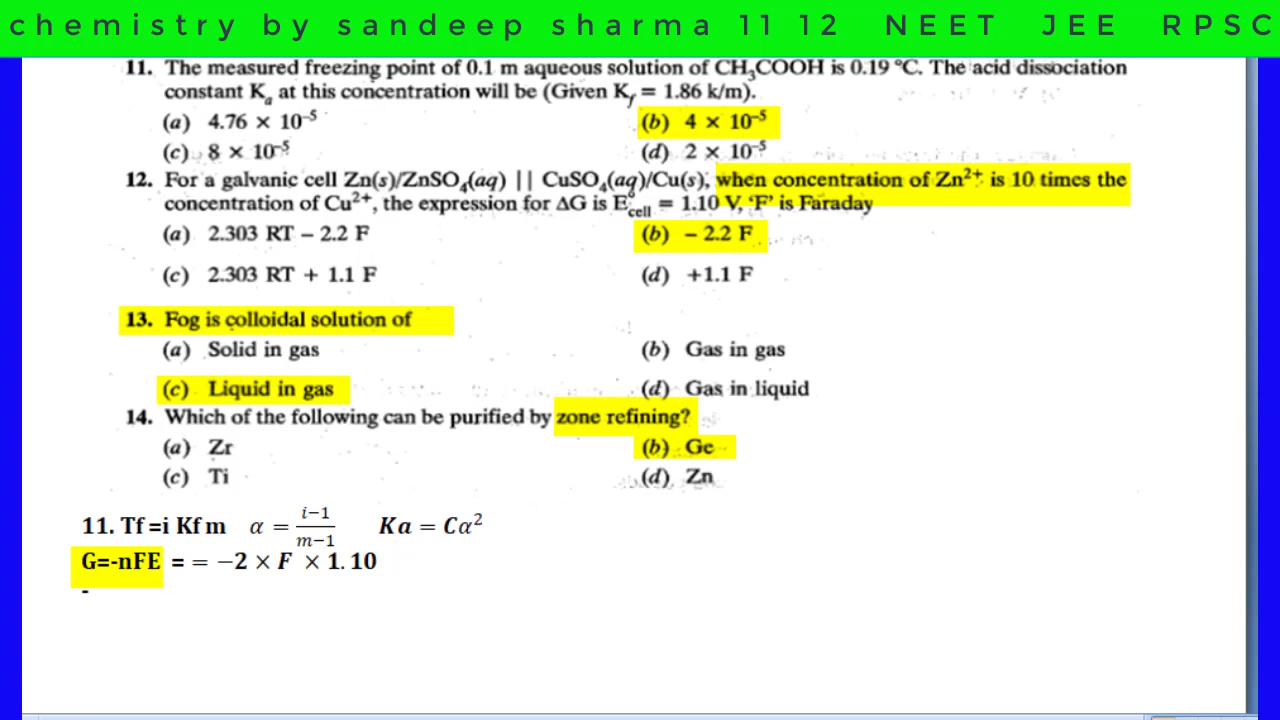 chemistry by sandeep sharma 11 12 NEET JEE RPSC
11. The measured freezing point of 0.1 m aqueous solution of CH₃COOH is 0.19 °C. The acid dissociation
constant Kₐ at this concentration will be (Given K_f = 1.86 k/m).
(a) 4.76 × 10⁻⁵ (b) 4 × 10⁻⁵
(c) 8 × 10⁻⁵ (d) 2 × 10⁻⁵
12. For a galvanic cell Zn(s)/ZnSO₄(aq) || CuSO₄(aq)/Cu(s), when concentration of Zn²⁺ is 10 times the
concentration of Cu²⁺, the expression for ΔG is E°cell = 1.10 V, ‘F’ is Faraday
(a) 2.303 RT – 2.2 F (b) – 2.2 F
(c) 2.303 RT + 1.1 F (d) +1.1 F
13. Fog is colloidal solution of
(a) Solid in gas (b) Gas in gas
(c) Liquid in gas (d) Gas in liquid
14. Which of the following can be purified by zone refining?
(a) Zr (b) Ge
(c) Ti (d) Zn
11. Tf =i Kf m α = i−1/m−1 Ka = Cα²
G=-nFE = = −2 × F × 1.10
-